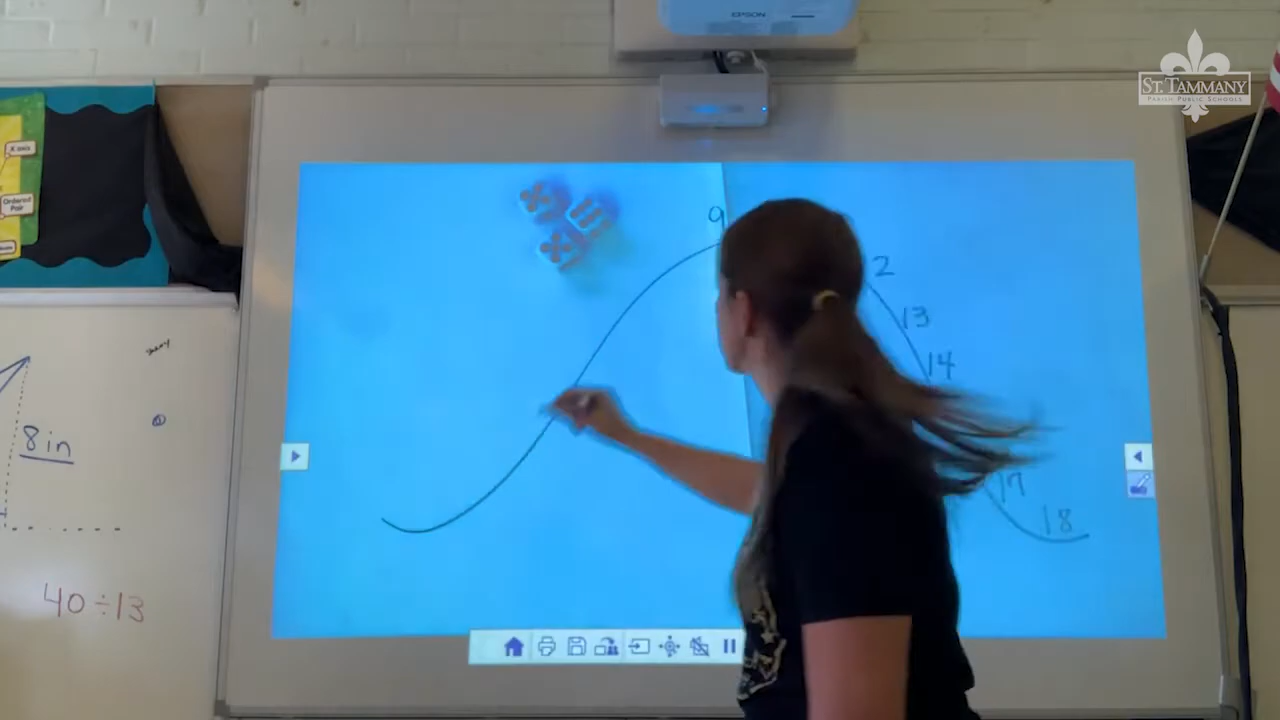 EPSON
ST. TAMMANY
PARISH PUBLIC SCHOOLS
X axis
Ordered
Pair
9
2
13
14
17
18
8 in
40 ÷ 13